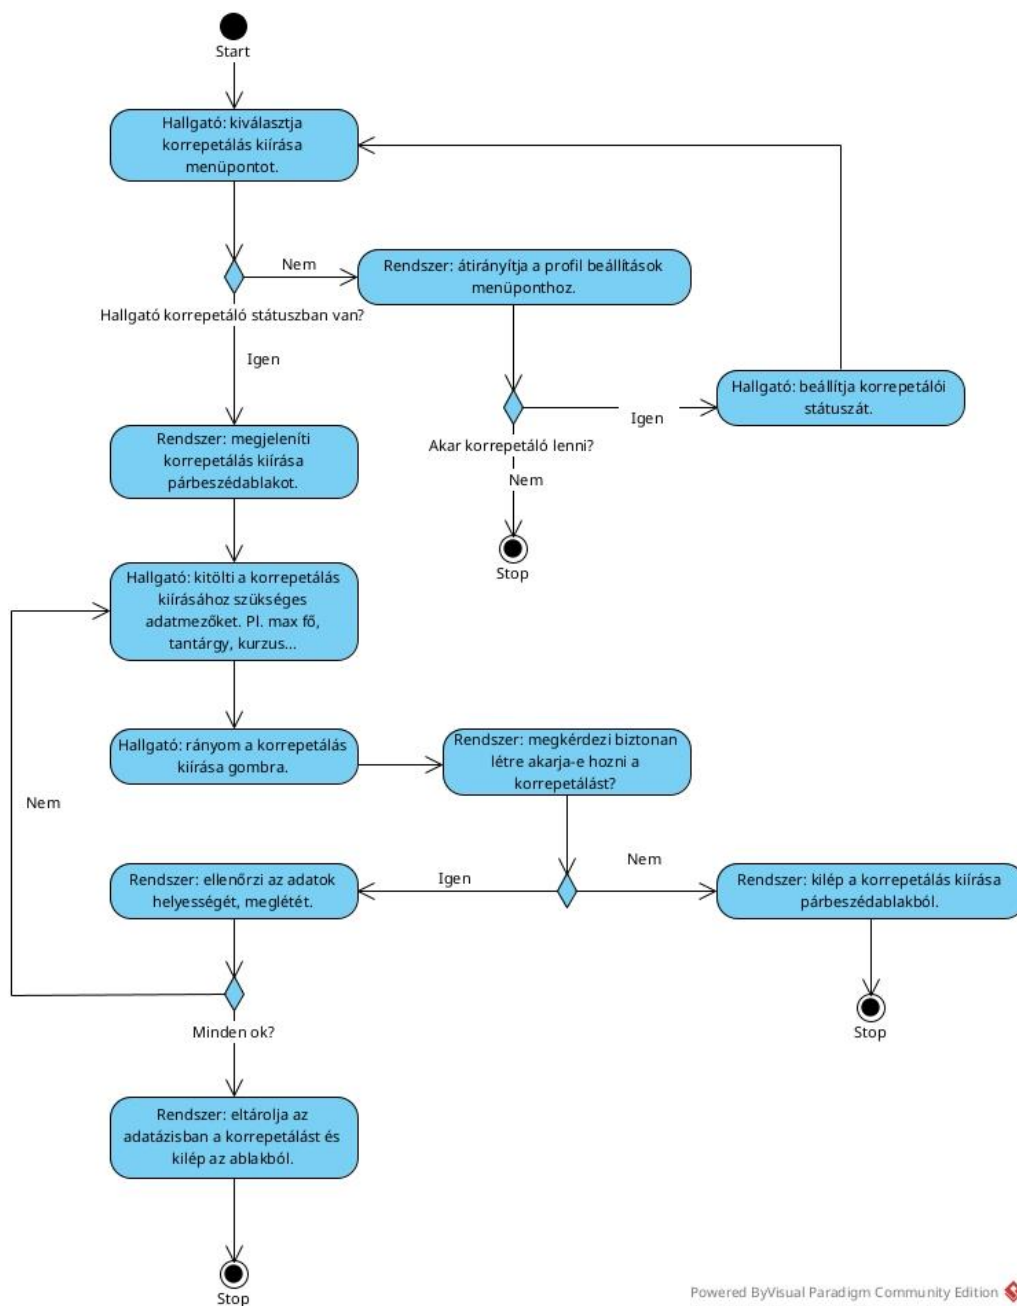 Start
Hallgató: kiválasztja
korrepetálás kiírása
menüpontot.
Nem
Rendszer: átirányítja a profil beállítások
menüponthoz.
Hallgató korrepetáló státuszban van?
Igen
Hallgató: beállítja korrepetálói
státuszát.
Igen
Akar korrepetáló lenni?
Nem
Stop
Rendszer: megjeleníti
korrepetálás kiírása
párbeszédablakot.
Hallgató: kitölti a korrepetálás
kiírásához szükséges
adatmezőket. Pl. max fő,
tantárgy, kurzus...
Hallgató: rányom a korrepetálás
kiírása gombra.
Rendszer: megkérdezi biztonan
létre akarja-e hozni a
korrepetálást?
Nem
Igen
Nem
Rendszer: ellenőrzi az adatok
helyességét, meglétét.
Rendszer: kilép a korrepetálás kiírása
párbeszédablakból.
Stop
Minden ok?
Rendszer: eltárolja az
adatázisban a korrepetálást és
kilép az ablakból.
Stop
Powered ByVisual Paradigm Community Edition